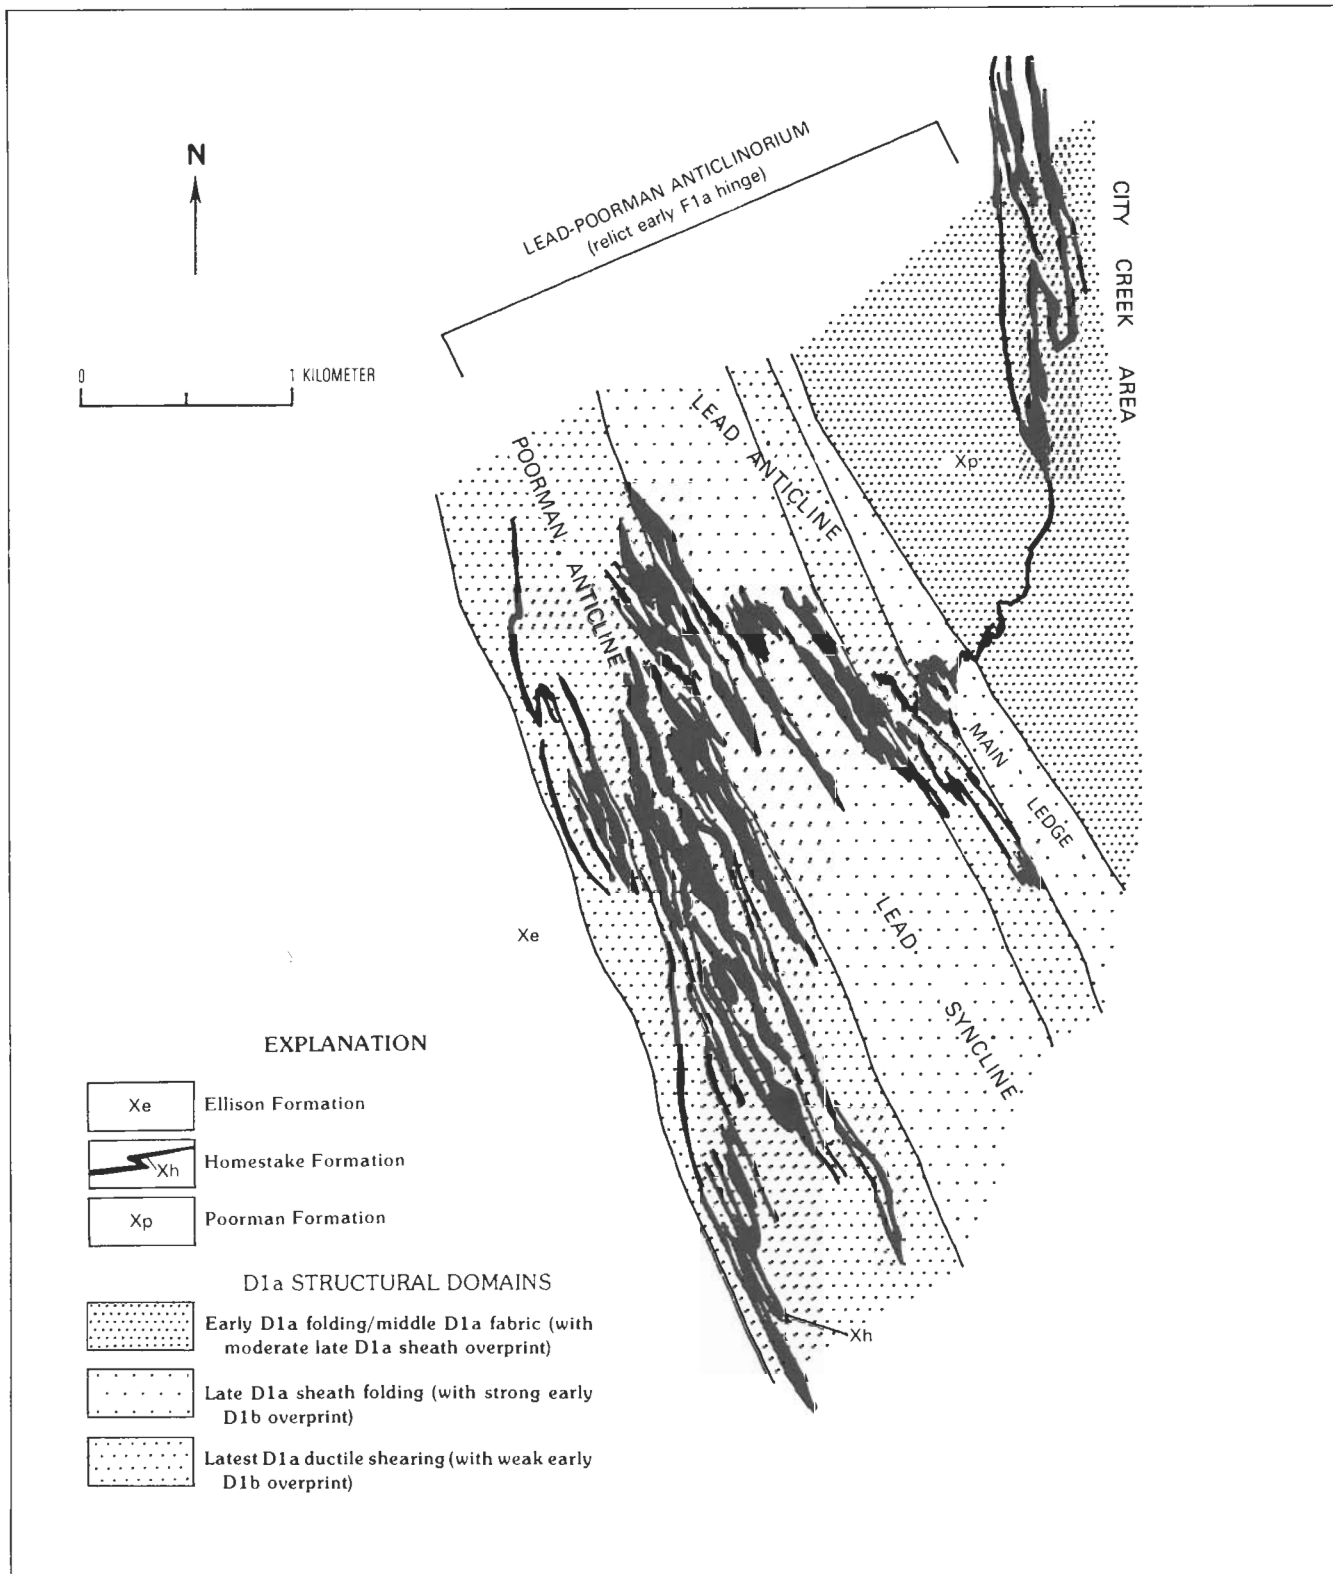 N
0 1 KILOMETER
LEAD-POORMAN ANTICLINORIUM
(relict early F1a hinge)
CITY CREEK AREA
POORMAN ANTICLINE
LEAD ANTICLINE
Xp
MAIN LEDGE
LEAD SYNCLINE
Xe
Xh
EXPLANATION
Xe Ellison Formation
Xh Homestake Formation
Xp Poorman Formation
D1a STRUCTURAL DOMAINS
Early D1a folding/middle D1a fabric (with
moderate late D1a sheath overprint)
Late D1a sheath folding (with strong early
D1b overprint)
Latest D1a ductile shearing (with weak early
D1b overprint)